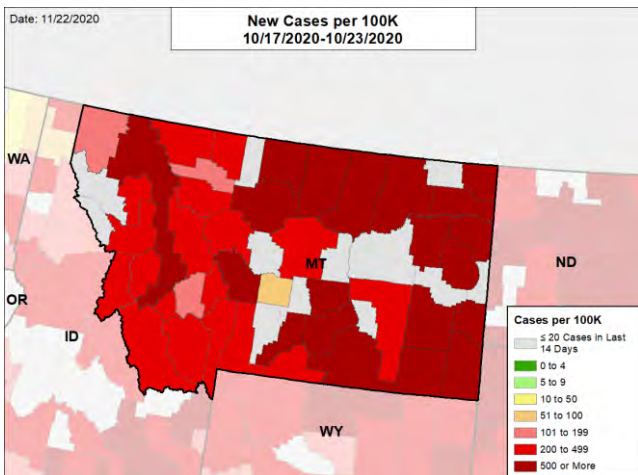 Date: 11/22/2020
New Cases per 100K
10/17/2020-10/23/2020
WA
MT
ND
OR
ID
WY
Cases per 100K
≤ 20 Cases in Last
14 Days
0 to 4
5 to 9
10 to 50
51 to 100
101 to 199
200 to 499
500 or More